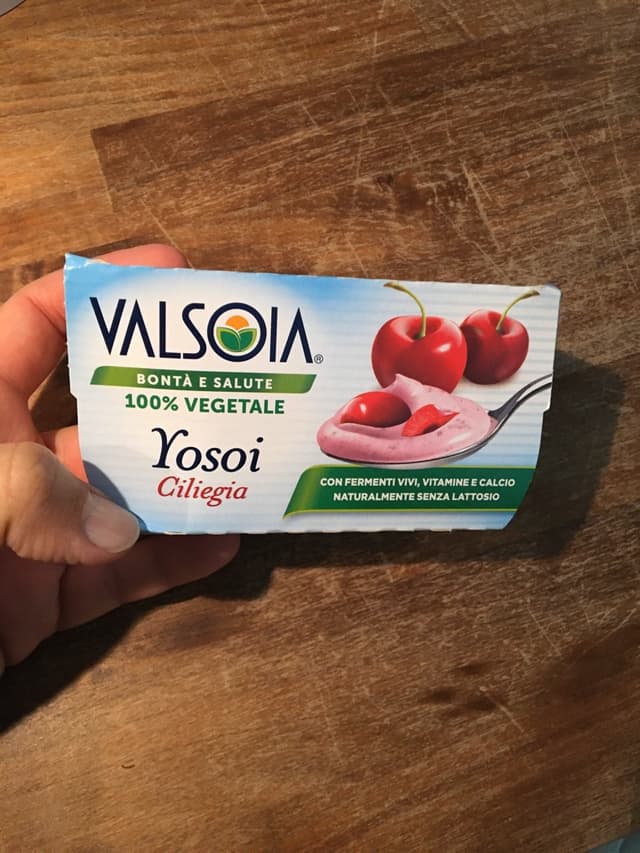 VALSOIA®
BONTÀ E SALUTE
100% VEGETALE
Yosoi
Ciliegia
CON FERMENTI VIVI, VITAMINE E CALCIO
NATURALMENTE SENZA LATTOSIO